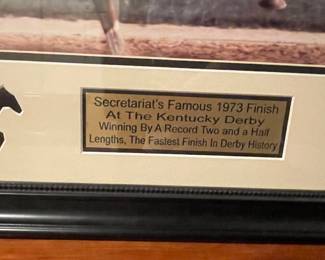 Secretariat's Famous 1973 Finish
At The Kentucky Derby
Winning By A Record Two and a Half
Lengths, The Fastest Finish In Derby History